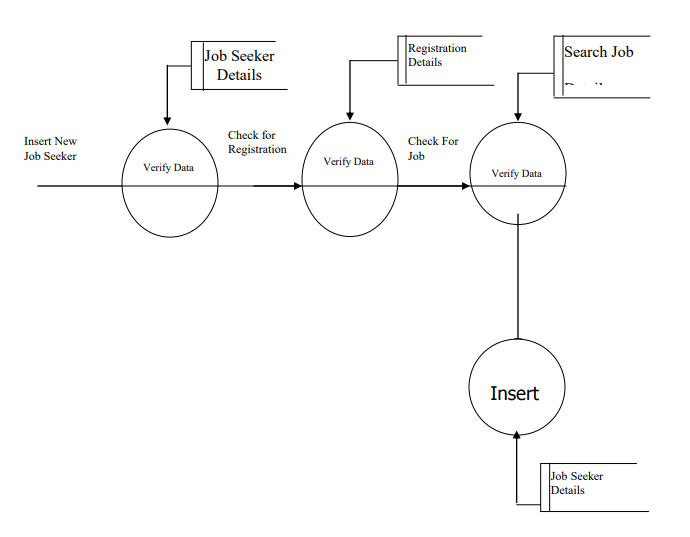 Job Seeker
Details
Registration
Details
Search Job
Insert New
Job Seeker
Check for
Registration
Check For
Job
Verify Data
Verify Data
Verify Data
Insert
Job Seeker
Details